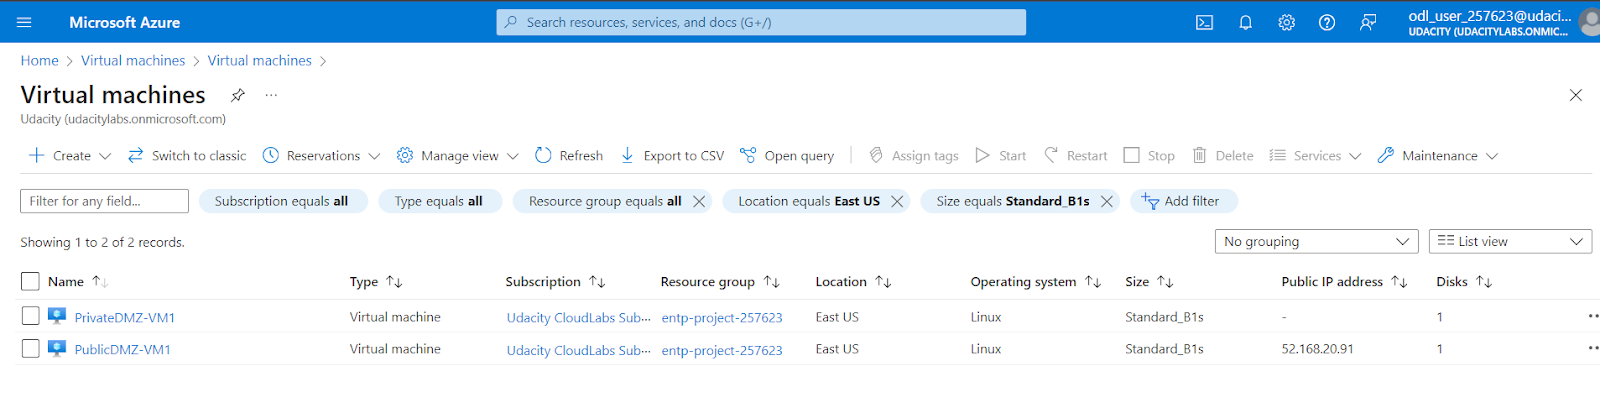 Microsoft Azure
Search resources, services, and docs (G+/)
odl_user_257623@udaci...
UDACITY (UDACITYLABS.ONMIC...
Home > Virtual machines > Virtual machines >
Virtual machines ...
Udacity (udacitylabs.onmicrosoft.com)
Create Switch to classic Reservations Manage view Refresh Export to CSV Open query Assign tags Start Restart Stop Delete Services Maintenance
Filter for any field... Subscription equals all Type equals all Resource group equals all Location equals East US Size equals Standard_B1s Add filter
Showing 1 to 2 of 2 records.
No grouping List view
Name Type Subscription Resource group Location Operating system Size Public IP address Disks
PrivateDMZ-VM1 Virtual machine Udacity CloudLabs Sub... entp-project-257623 East US Linux Standard_B1s - 1
PublicDMZ-VM1 Virtual machine Udacity CloudLabs Sub... entp-project-257623 East US Linux Standard_B1s 52.168.20.91 1